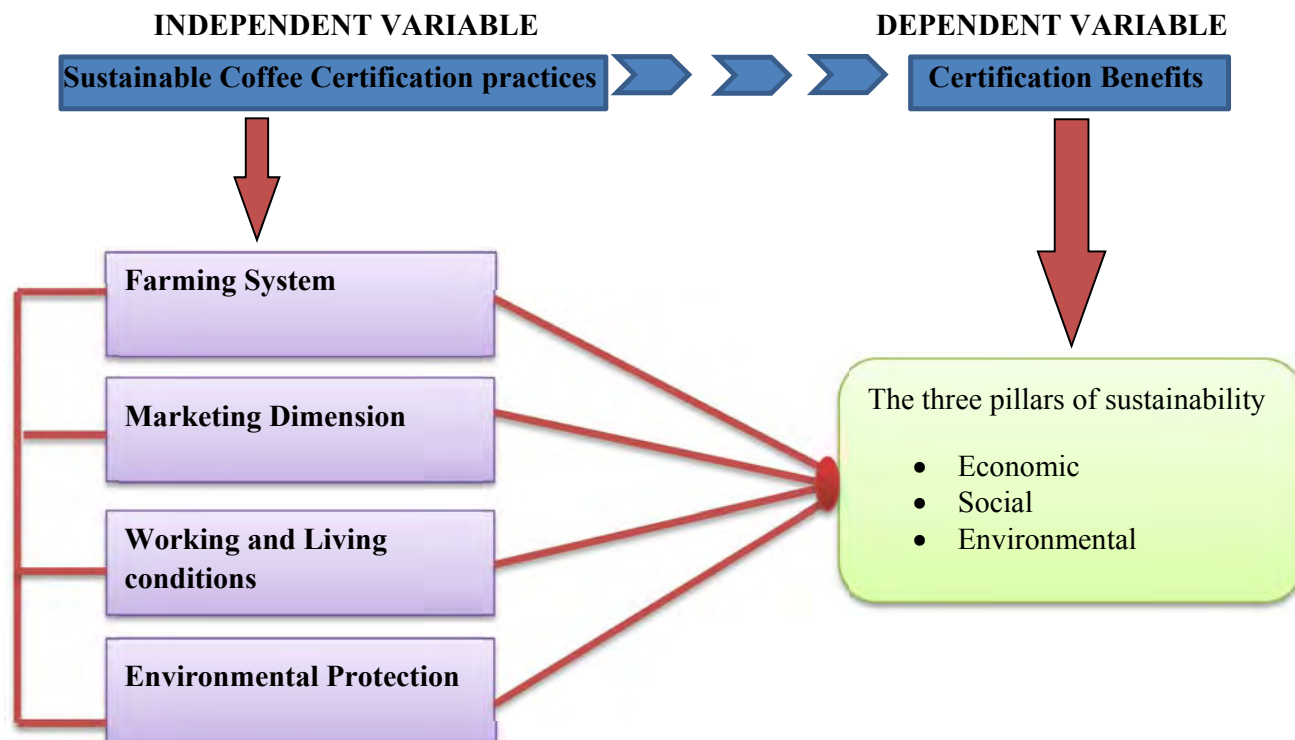 INDEPENDENT VARIABLE
DEPENDENT VARIABLE
Sustainable Coffee Certification practices
Certification Benefits
Farming System
Marketing Dimension
Working and Living
conditions
Environmental Protection
The three pillars of sustainability
• Economic
• Social
• Environmental